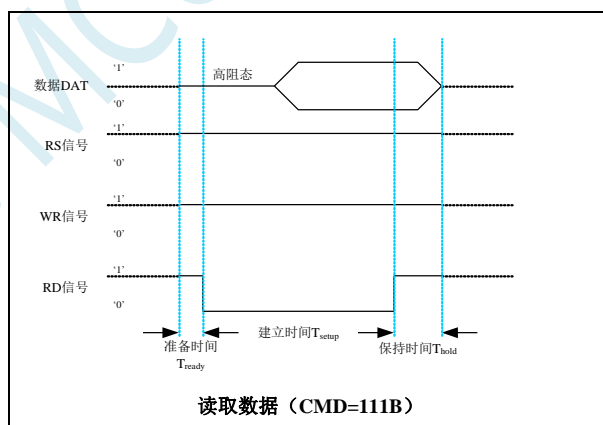 ‘1’
高阻态
数据DAT
‘0’
‘1’
RS信号
‘0’
‘1’
WR信号
‘0’
‘1’
RD信号
‘0’
准备时间
T_ready
建立时间T_setup
保持时间T_hold
读取数据（CMD=111B）